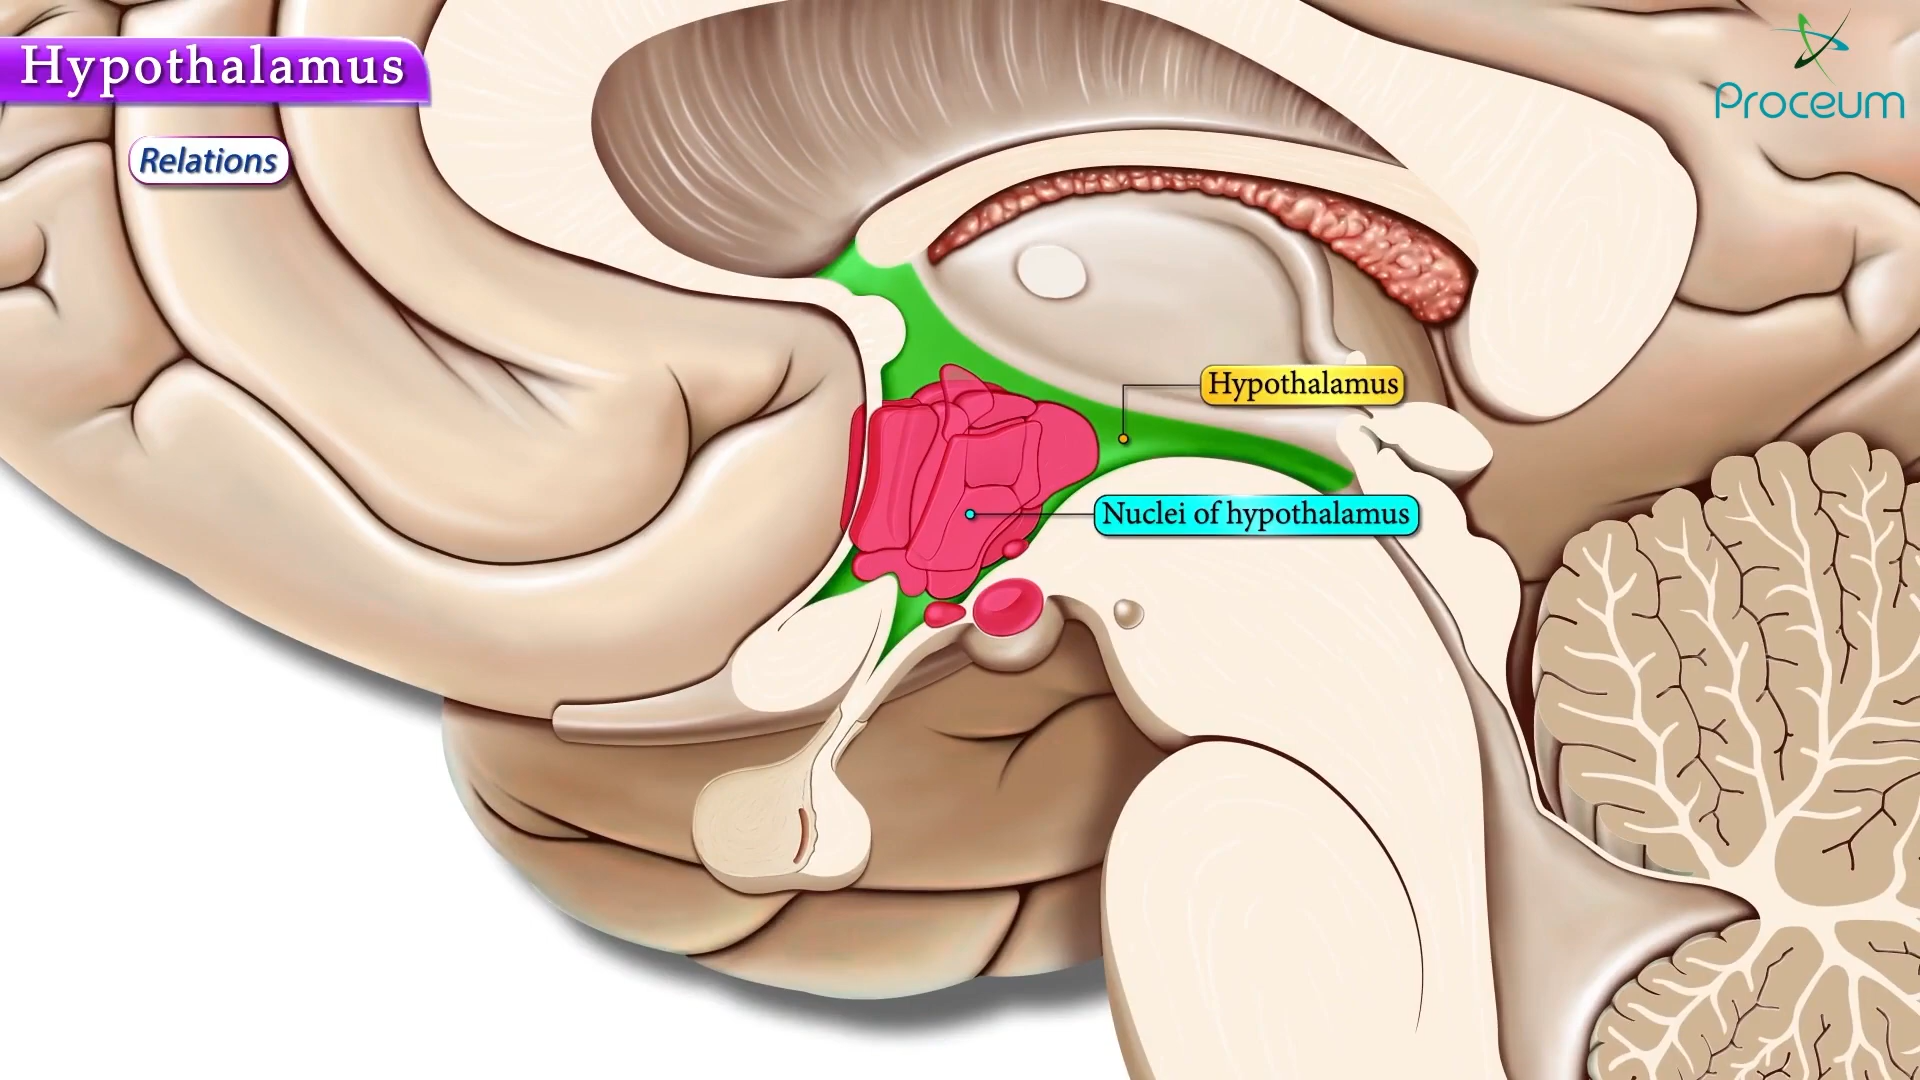 Hypothalamus
Proceum
Relations
Hypothalamus
Nuclei of hypothalamus